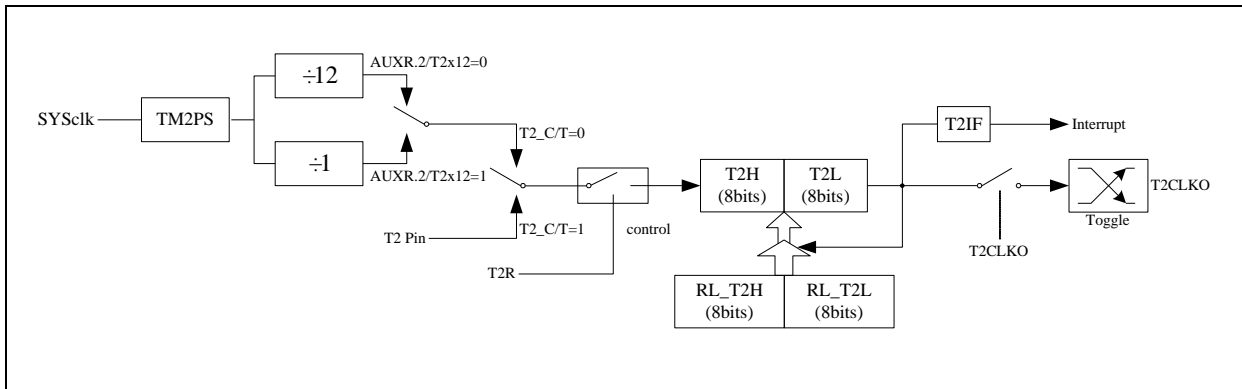 AUXR.2/T2x12=0
÷12
SYSclk
TM2PS
T2_C/T=0
T2IF
Interrupt
÷1
AUXR.2/T2x12=1
T2H
(8bits)
T2L
(8bits)
T2CLKO
T2 Pin
T2_C/T=1
control
Toggle
T2CLKO
T2R
RL_T2H
(8bits)
RL_T2L
(8bits)